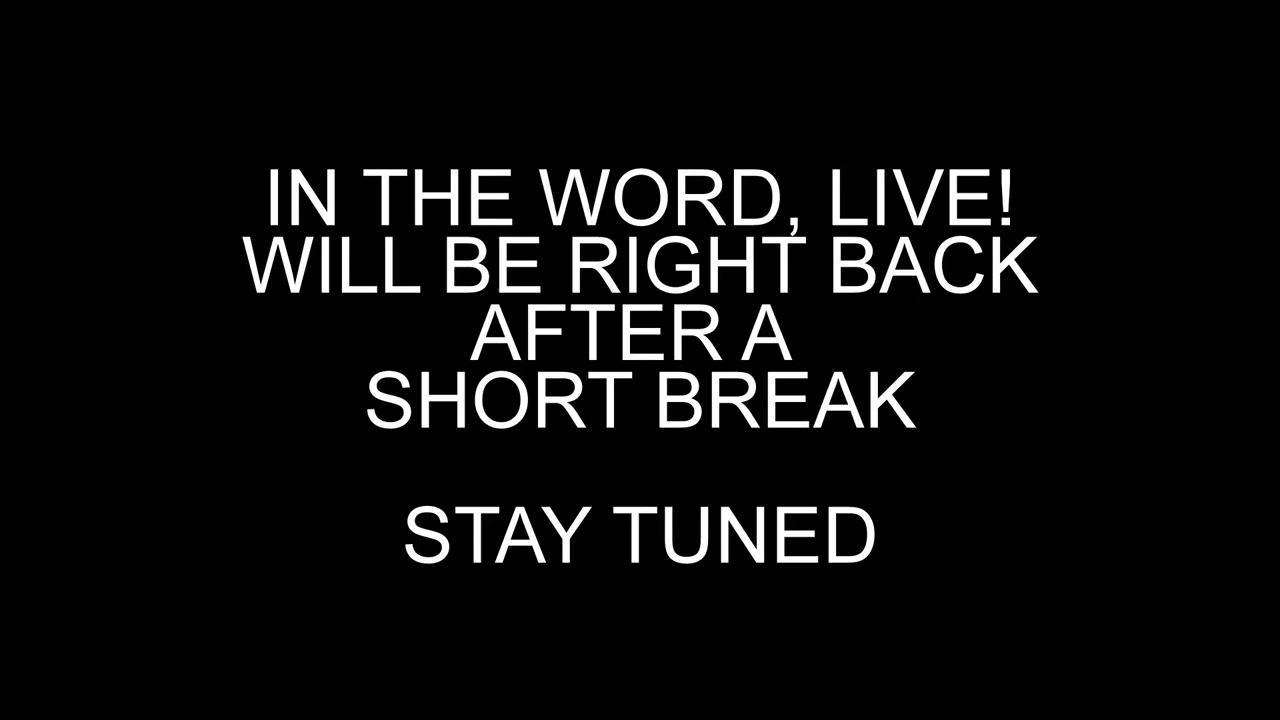 IN THE WORD, LIVE!
WILL BE RIGHT BACK
AFTER A
SHORT BREAK
STAY TUNED